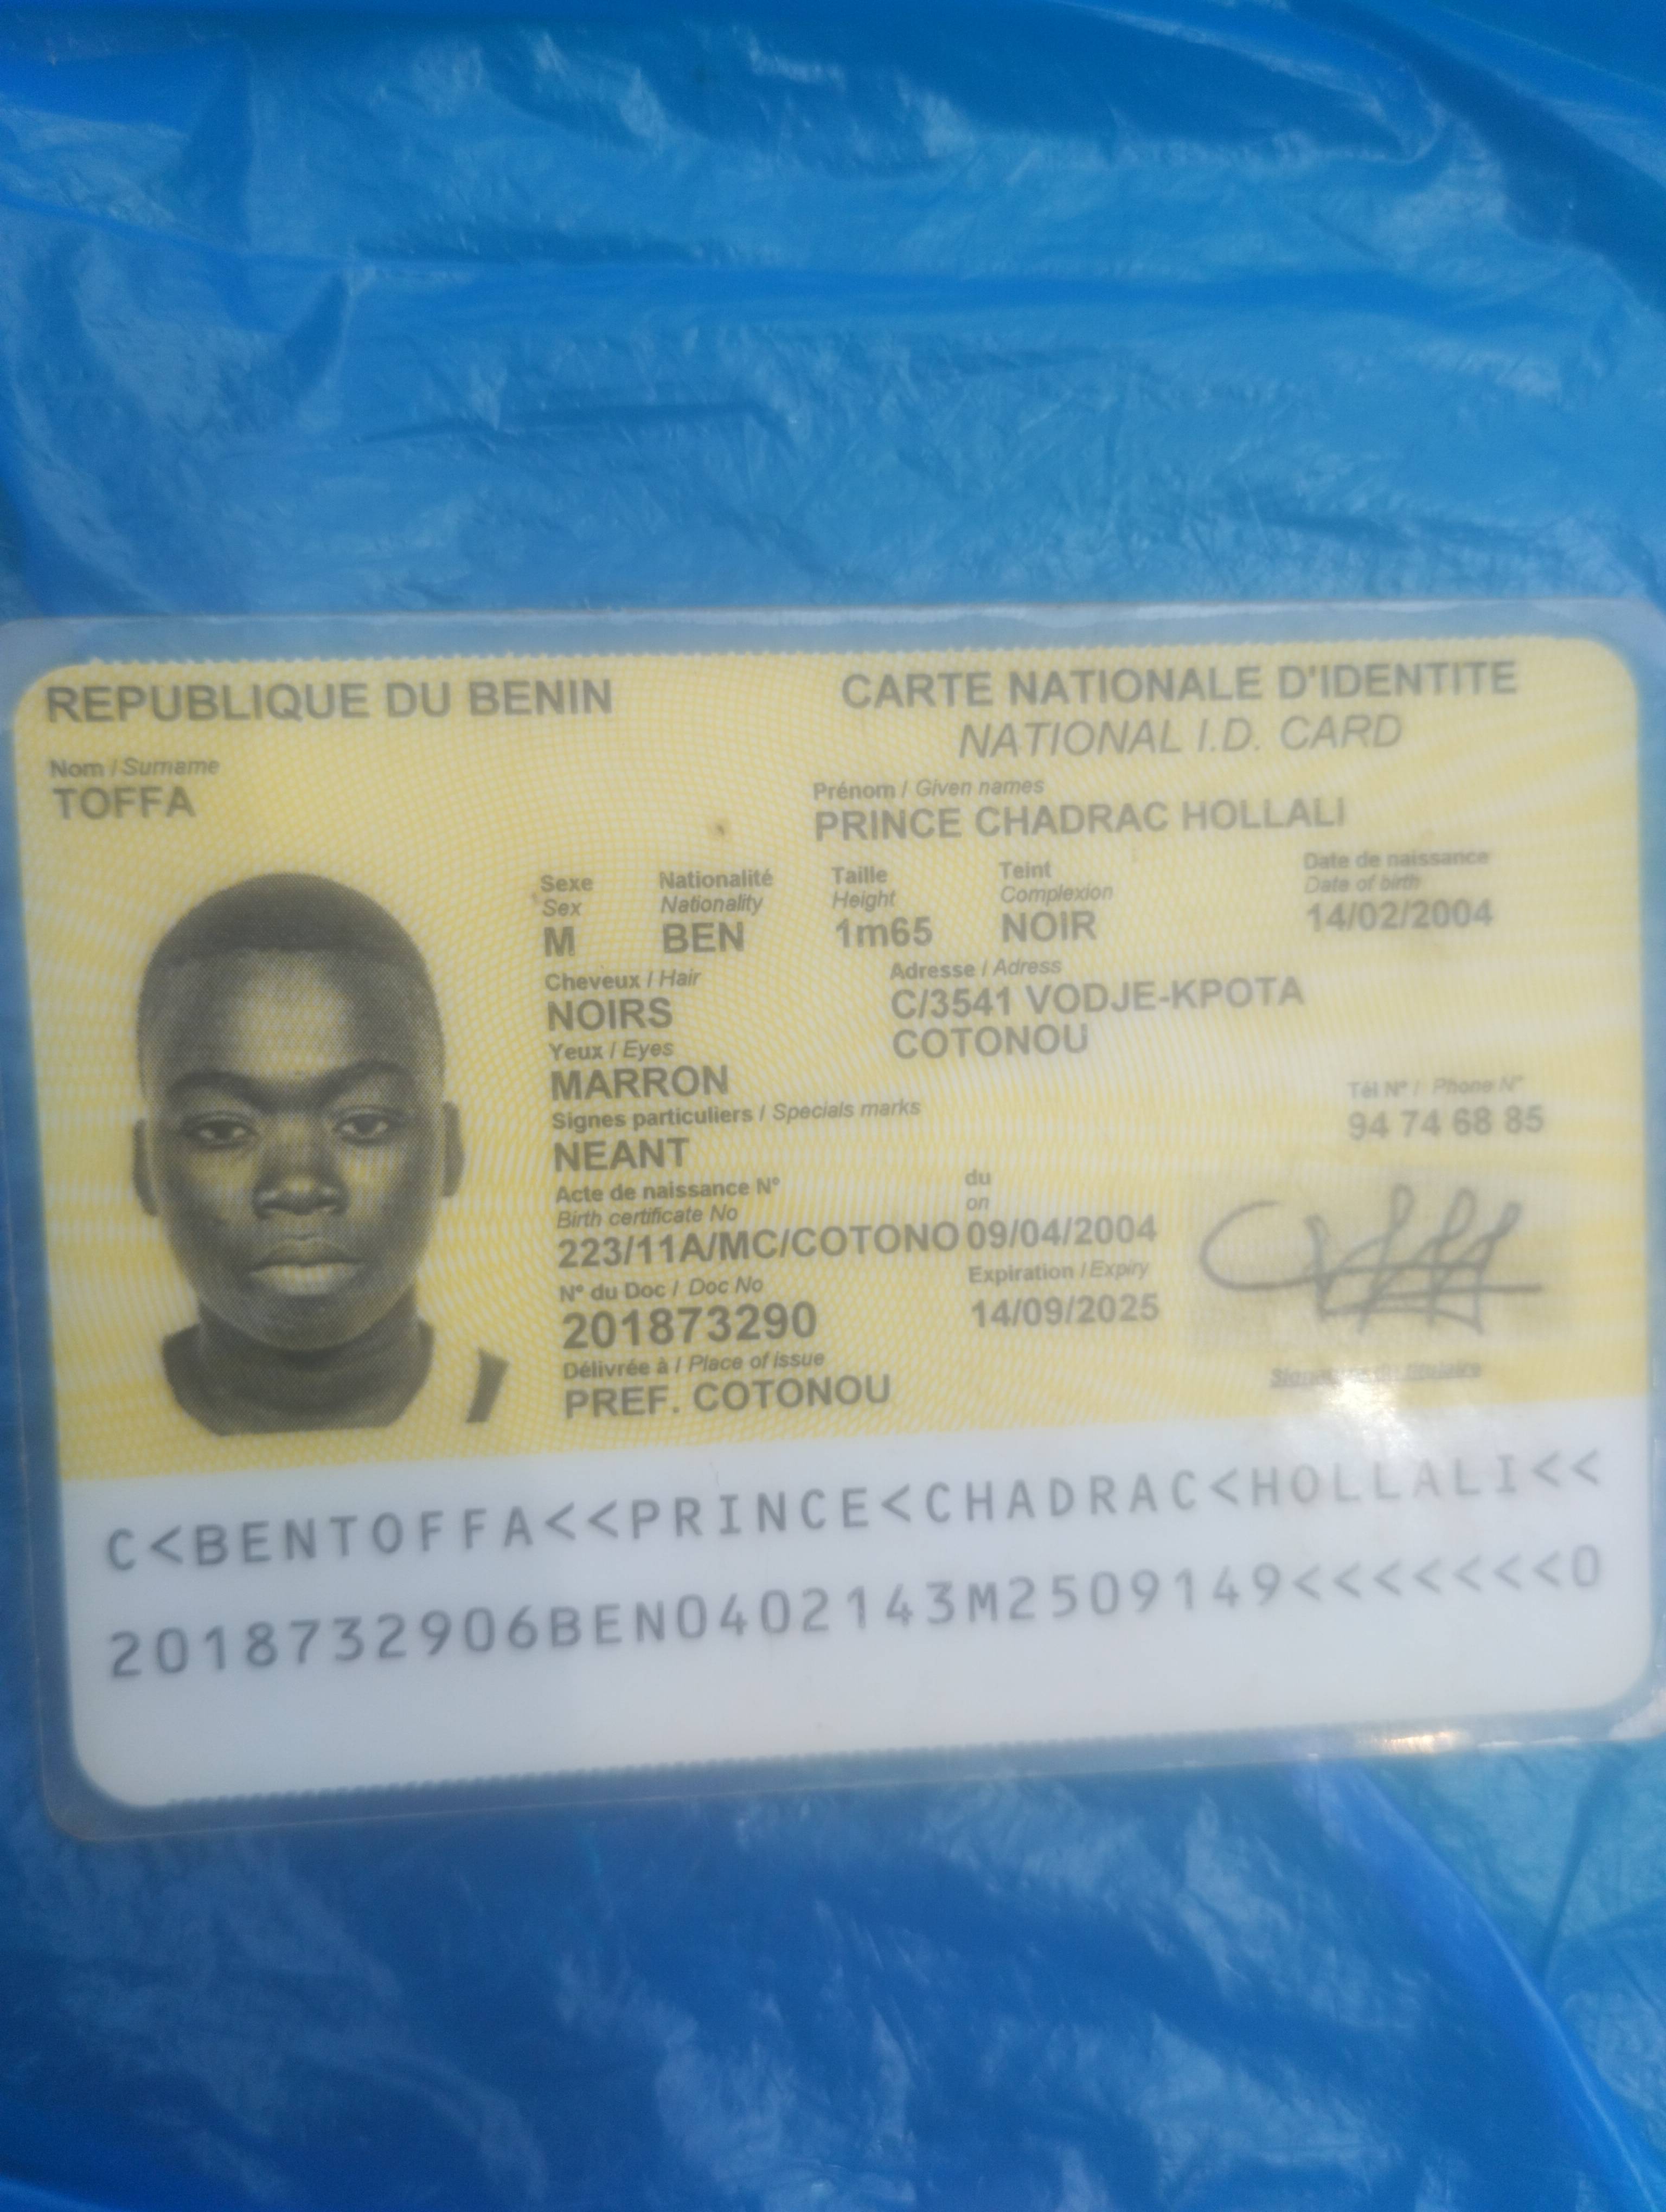 REPUBLIQUE DU BENIN
CARTE NATIONALE D'IDENTITE
NATIONAL I.D. CARD
Nom / Surname
TOFFA
Prénom / Given names
PRINCE CHADRAC HOLLALI
Sexe
Sex
M
Nationalité
Nationality
BEN
Taille
Height
1m65
Teint
Complexion
NOIR
Date de naissance
Date of birth
14/02/2004
Cheveux / Hair
NOIRS
Adresse / Adress
C/3541 VODJE-KPOTA
COTONOU
Yeux / Eyes
MARRON
Signes particuliers / Specials marks
NEANT
Tél N° / Phone N°
94 74 68 85
Acte de naissance N°
Birth certificate No
223/11A/MC/COTONO
du
on
09/04/2004
N° du Doc / Doc No
201873290
Expiration / Expiry
14/09/2025
Délivrée à / Place of issue
PREF. COTONOU
Signature du titulaire
C<BENTOFFA<<PRINCE<CHADRAC<HOLLALI<<
2018732906BEN0402143M2509149<<<<<<<0